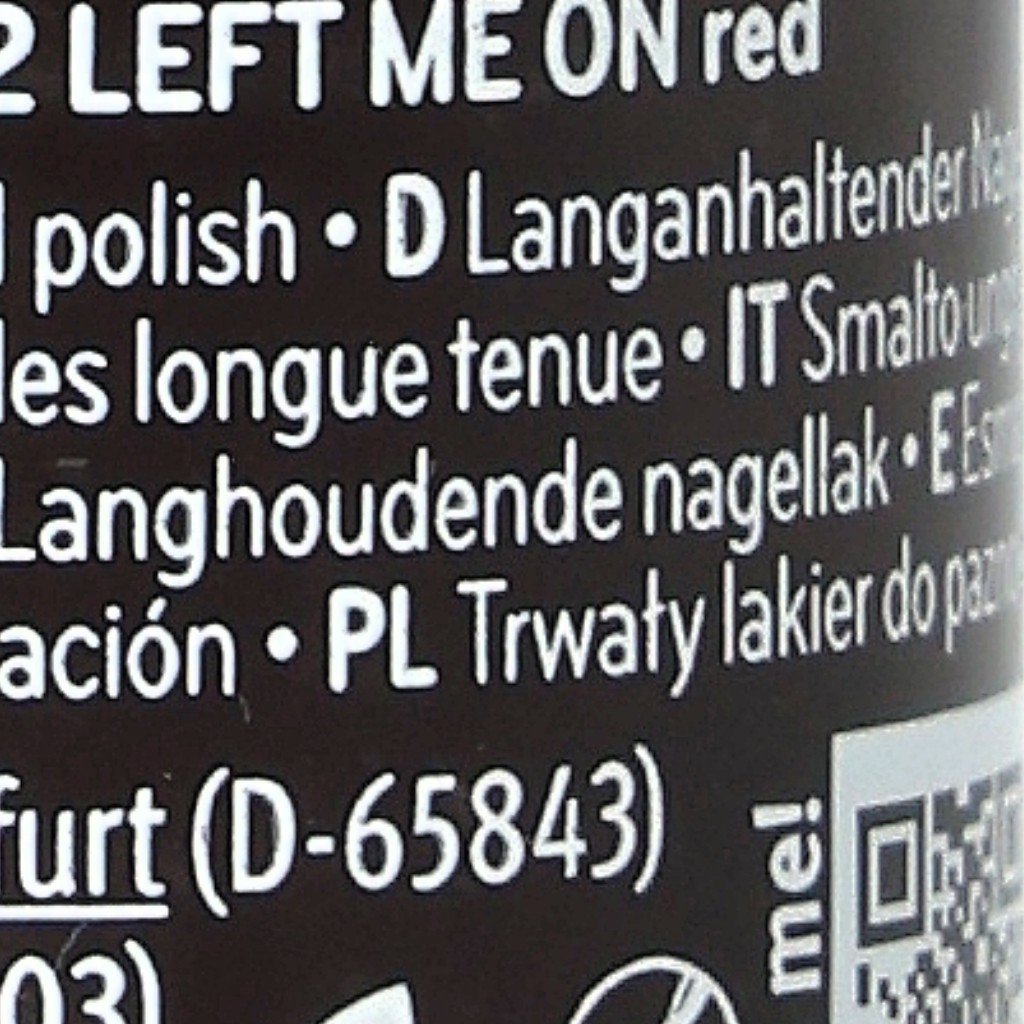 2 LEFT ME ON red
polish • D Langanhaltender
les longue tenue • IT Smalto
Langhoudende nagellak • E
ación • PL Trwały lakier do
furt (D-65843)
03)
me!